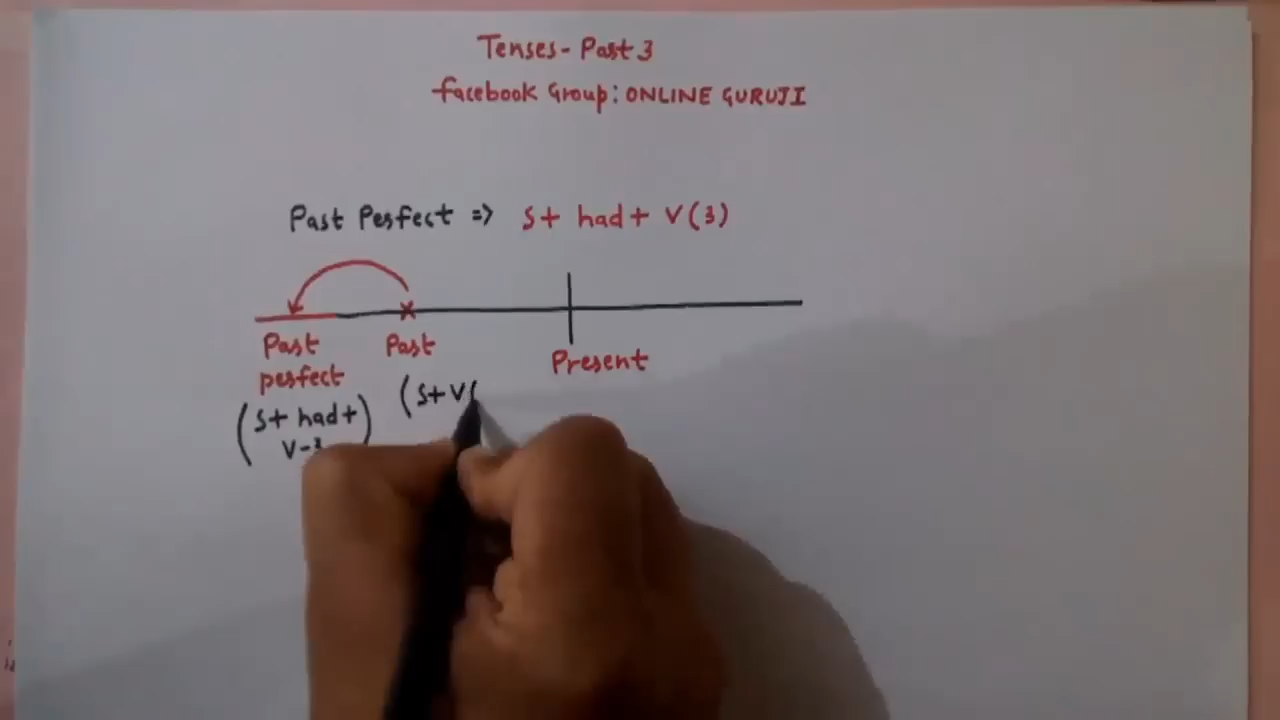 Tenses- Past 3
facebook Group: ONLINE GURUJI
Past Perfect => S+ had+ V(3)
Past
perfect
Past
Present
(S+ had+
V-3
)
(S+V(